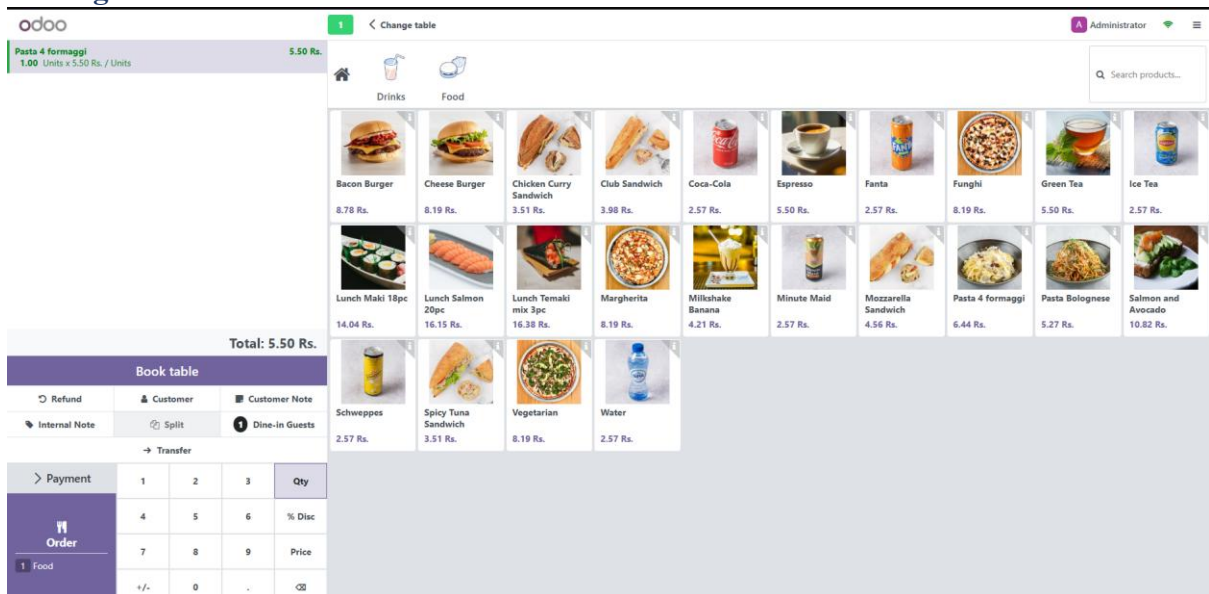 odoo
1
Change table
A Administrator
Pasta 4 formaggi 5.50 Rs.
1.00 Units x 5.50 Rs. / Units
Drinks
Food
Search products...
Bacon Burger
8.78 Rs.
Cheese Burger
8.19 Rs.
Chicken Curry
Sandwich
3.51 Rs.
Club Sandwich
3.98 Rs.
Coca-Cola
2.57 Rs.
Espresso
5.50 Rs.
Fanta
2.57 Rs.
Funghi
8.19 Rs.
Green Tea
5.50 Rs.
Ice Tea
2.57 Rs.
Lunch Maki 18pc
14.04 Rs.
Lunch Salmon
20pc
16.15 Rs.
Lunch Temaki
mix 3pc
16.38 Rs.
Margherita
8.19 Rs.
Milkshake
Banana
4.21 Rs.
Minute Maid
2.57 Rs.
Mozzarella
Sandwich
4.56 Rs.
Pasta 4 formaggi
6.44 Rs.
Pasta Bolognese
5.27 Rs.
Salmon and
Avocado
10.82 Rs.
Schweppes
2.57 Rs.
Spicy Tuna
Sandwich
3.51 Rs.
Vegetarian
8.19 Rs.
Water
2.57 Rs.
Total: 5.50 Rs.
Book table
Refund
Customer
Customer Note
Internal Note
Split
1 Dine-in Guests
Transfer
Payment
1 2 3 Qty
4 5 6 % Disc
Order
7 8 9 Price
1 Food
+/- 0 .